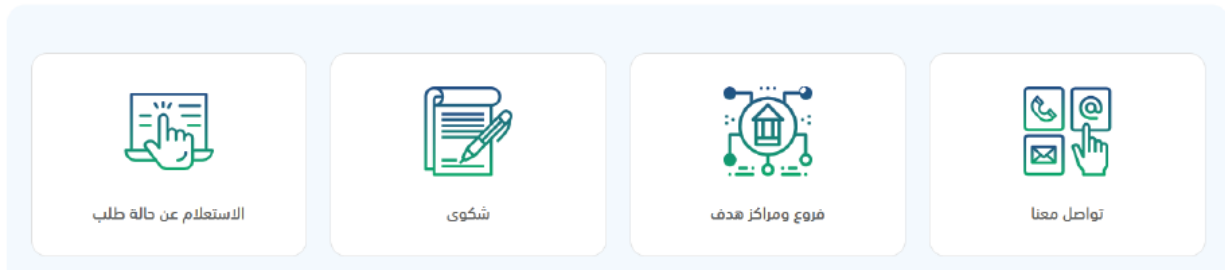 تواصل معنا
فروع ومراكز هدف
شكوى
الاستعلام عن حالة طلب